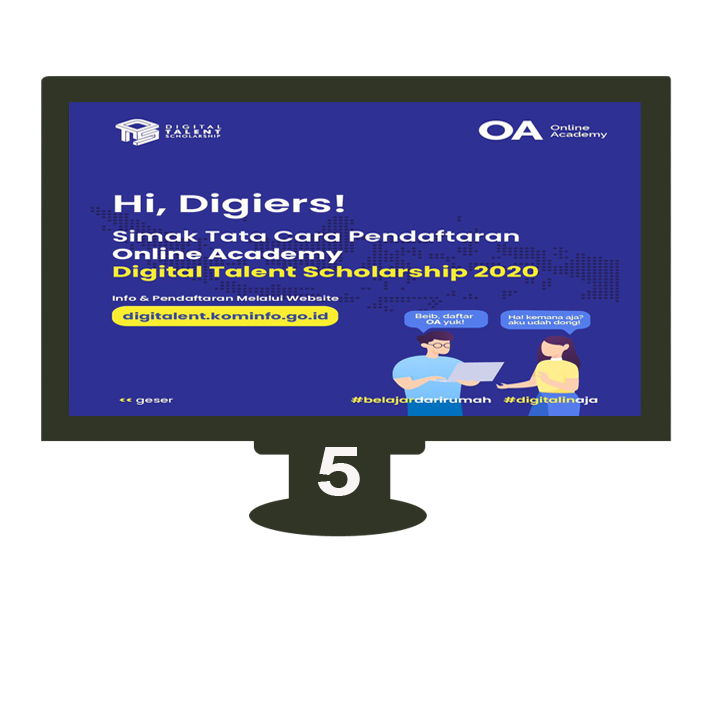 DIGITAL
TALENT
SCHOLARSHIP
OA Online
Academy
Hi, Digiers!
Simak Tata Cara Pendaftaran
Online Academy
Digital Talent Scholarship 2020
Info & Pendaftaran Melalui Website
digitalent.kominfo.go.id
Beib, daftar
OA yuk!
Ha! kemana aja?
aku udah dong!
<< geser
#belajardarirumah #digitalinaja
5